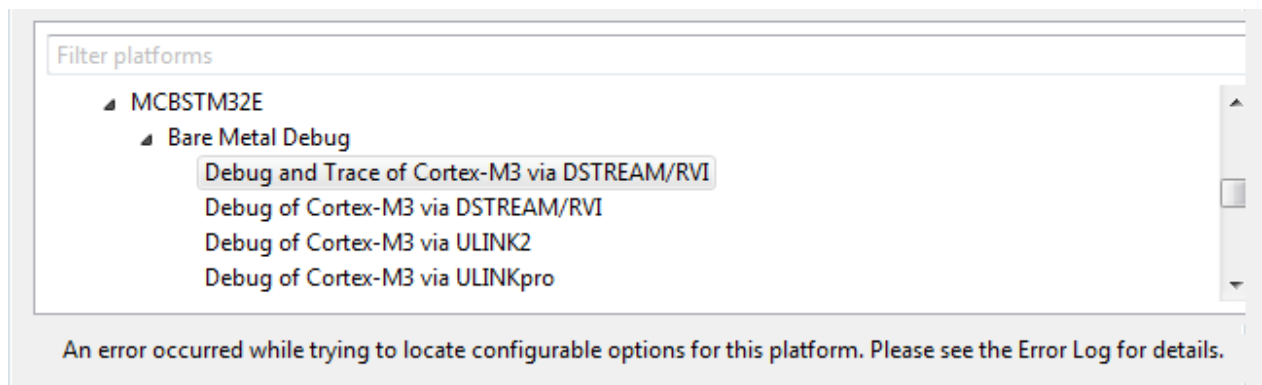 Filter platforms
MCBSTM32E
Bare Metal Debug
Debug and Trace of Cortex-M3 via DSTREAM/RVI
Debug of Cortex-M3 via DSTREAM/RVI
Debug of Cortex-M3 via ULINK2
Debug of Cortex-M3 via ULINKpro
An error occurred while trying to locate configurable options for this platform. Please see the Error Log for details.